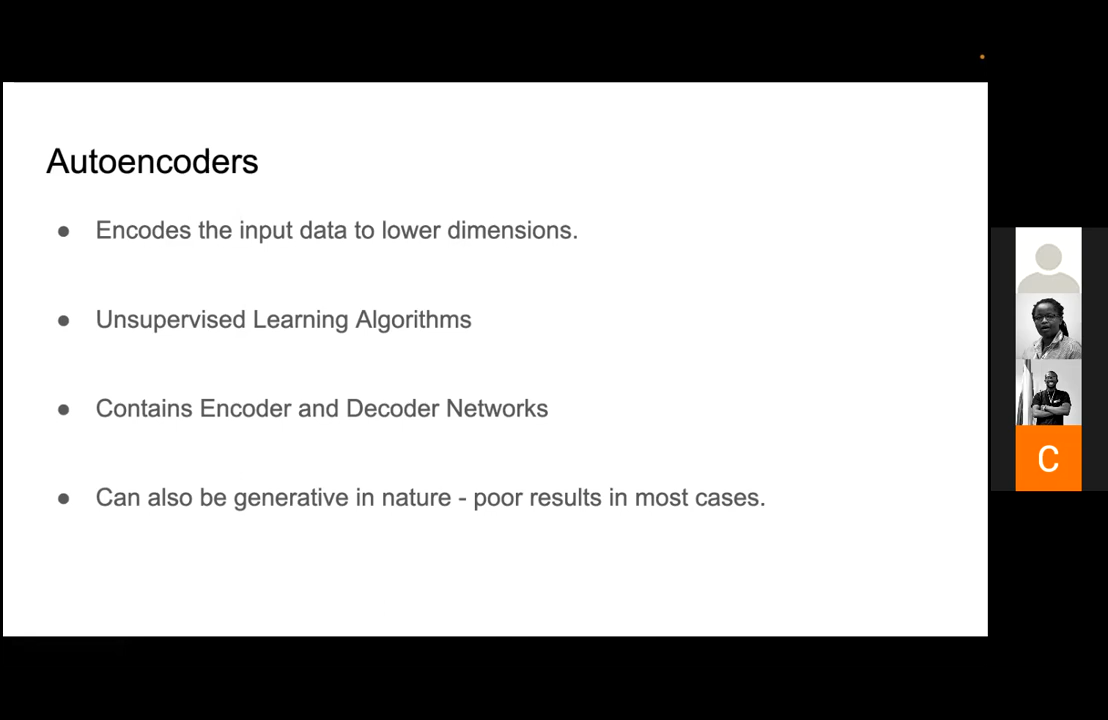 Autoencoders
● Encodes the input data to lower dimensions.
● Unsupervised Learning Algorithms
● Contains Encoder and Decoder Networks
● Can also be generative in nature - poor results in most cases.
C